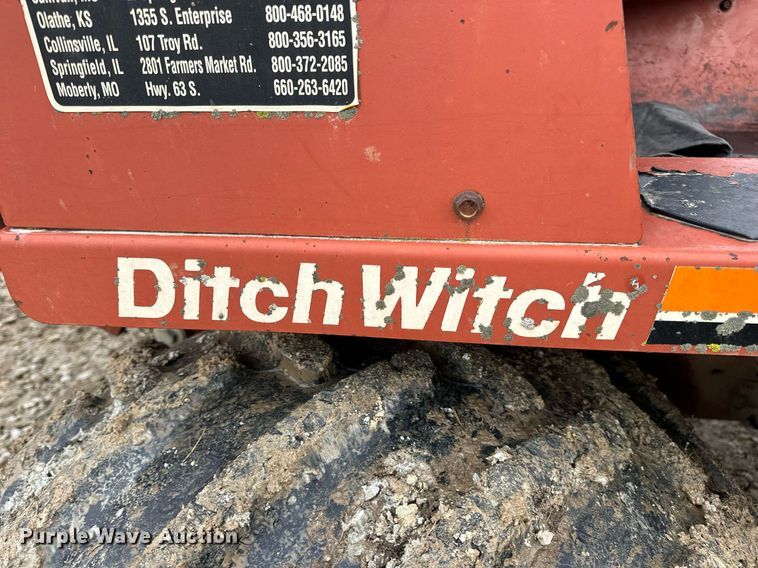 Olathe, KS 1355 S. Enterprise 800-468-0148
Collinsville, IL 107 Troy Rd. 800-356-3165
Springfield, IL 2801 Farmers Market Rd. 800-372-2085
Moberly, MO Hwy. 63 S. 660-263-6420
Ditch Witch
Purple Wave Auction